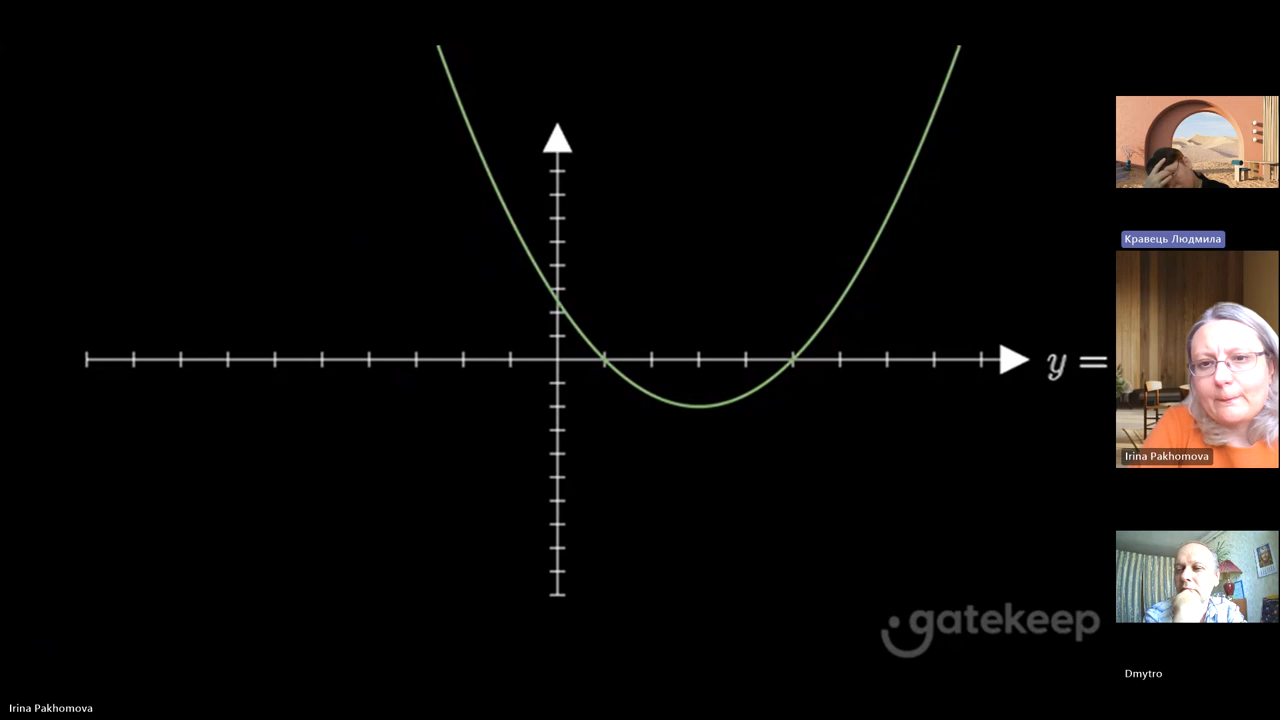 y =
gatekeep
Кравець Людмила
Irina Pakhomova
Dmytro
Irina Pakhomova